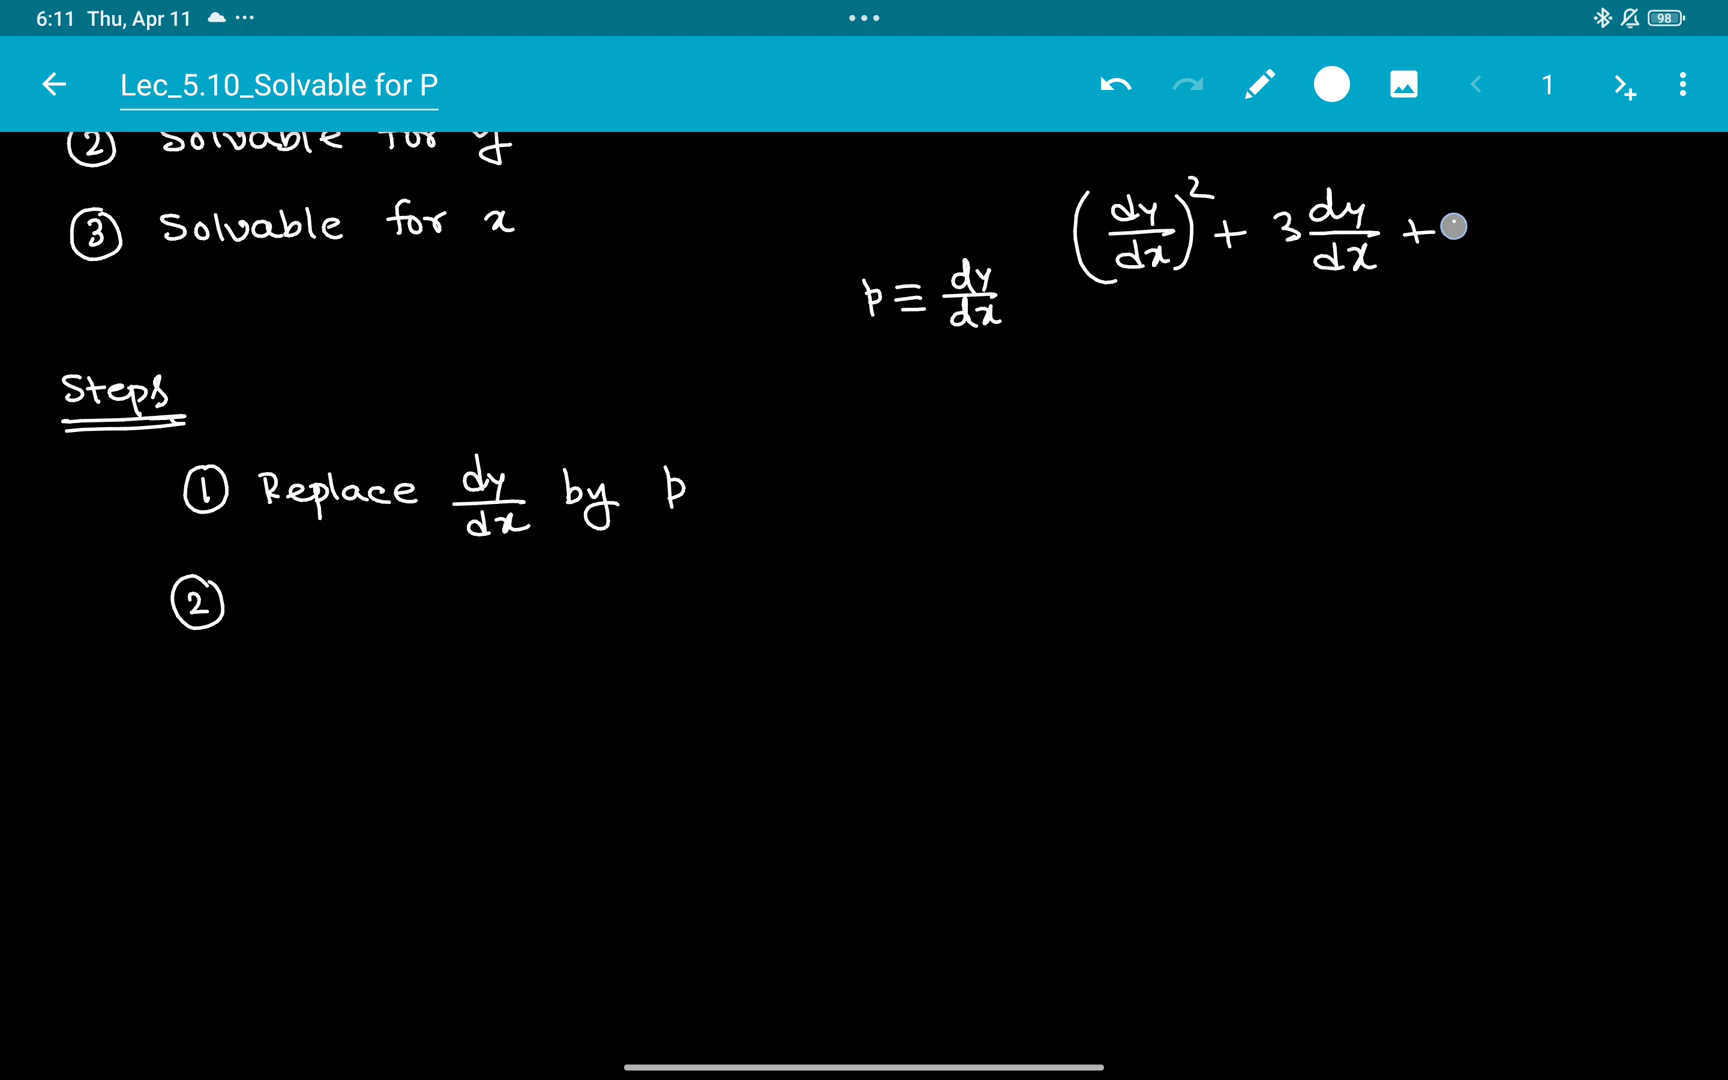 6:11 Thu, Apr 11
98
Lec_5.10_Solvable for P
1
② Solvable for y
③ Solvable for x
(dy/dx)² + 3 dy/dx +
p ≡ dy/dx
Steps
① Replace dy/dx by p
②